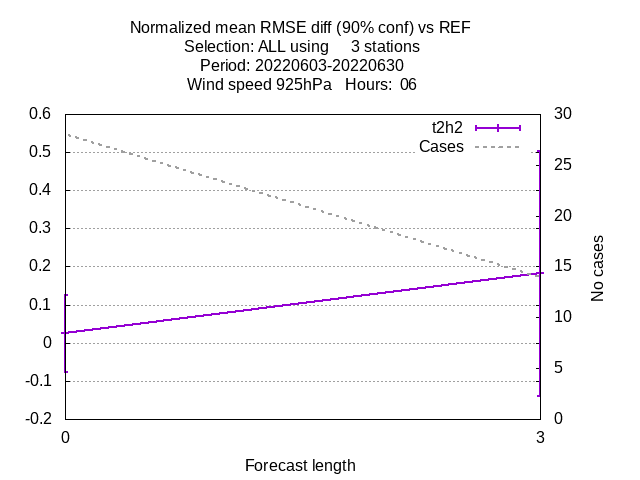 Normalized mean RMSE diff (90% conf) vs REF
Selection: ALL using     3 stations
Period: 20220603-20220630
Wind speed 925hPa   Hours:  06
t2h2
Cases
0.6
0.5
0.4
0.3
0.2
0.1
0
-0.1
-0.2
30
25
20
15
10
5
0
No cases
0
3
Forecast length